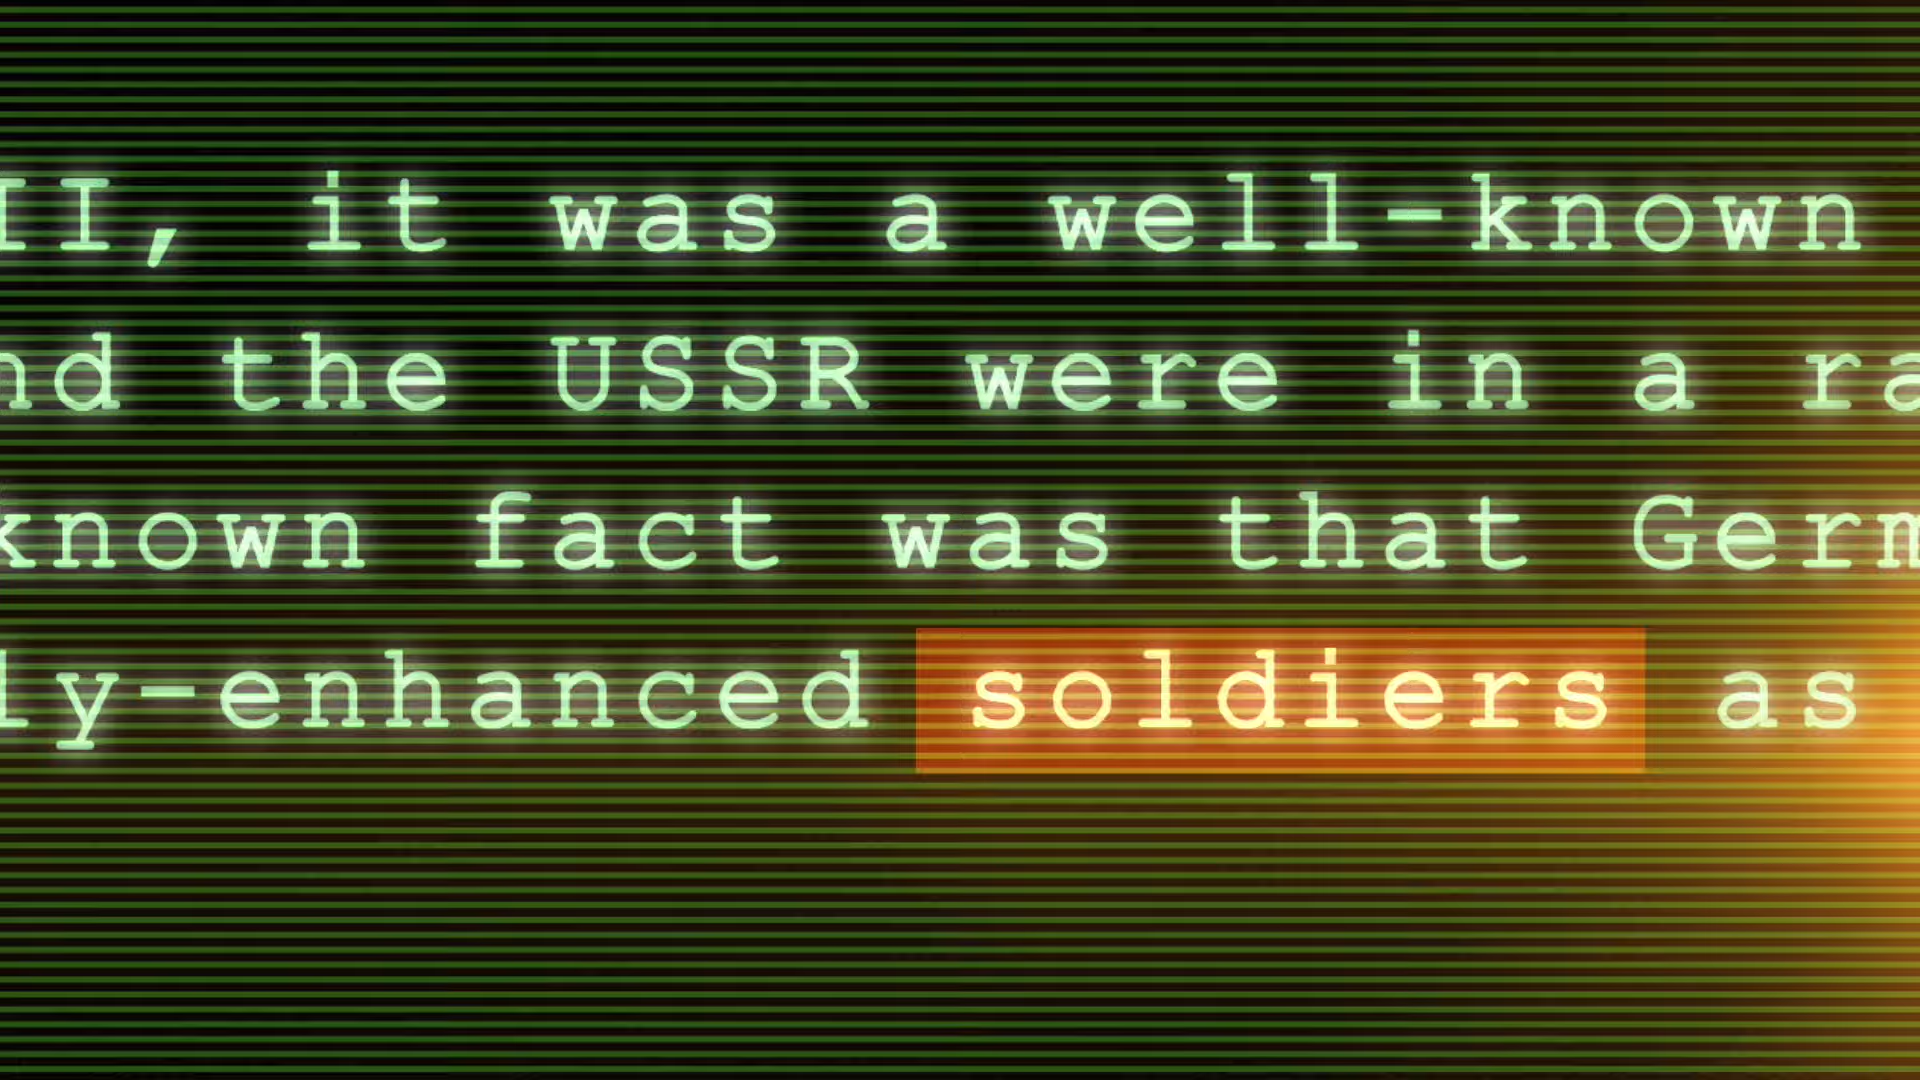 II, it was a well-known
nd the USSR were in a ra
known fact was that Germ
ly-enhanced soldiers as